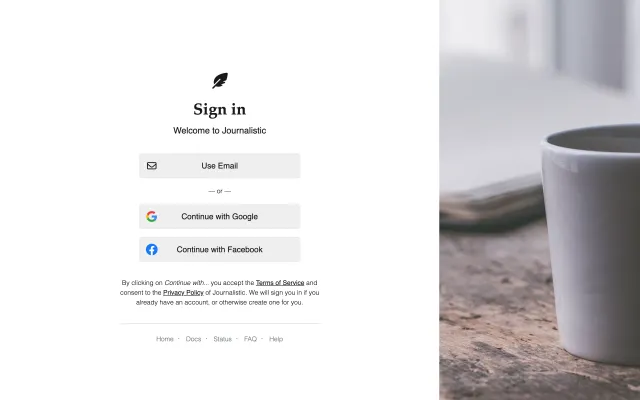 Sign in
Welcome to Journalistic
Use Email
— or —
Continue with Google
Continue with Facebook
By clicking on Continue with... you accept the Terms of Service and
consent to the Privacy Policy of Journalistic. We will sign you in if you
already have an account, or otherwise create one for you.
Home · Docs · Status · FAQ · Help